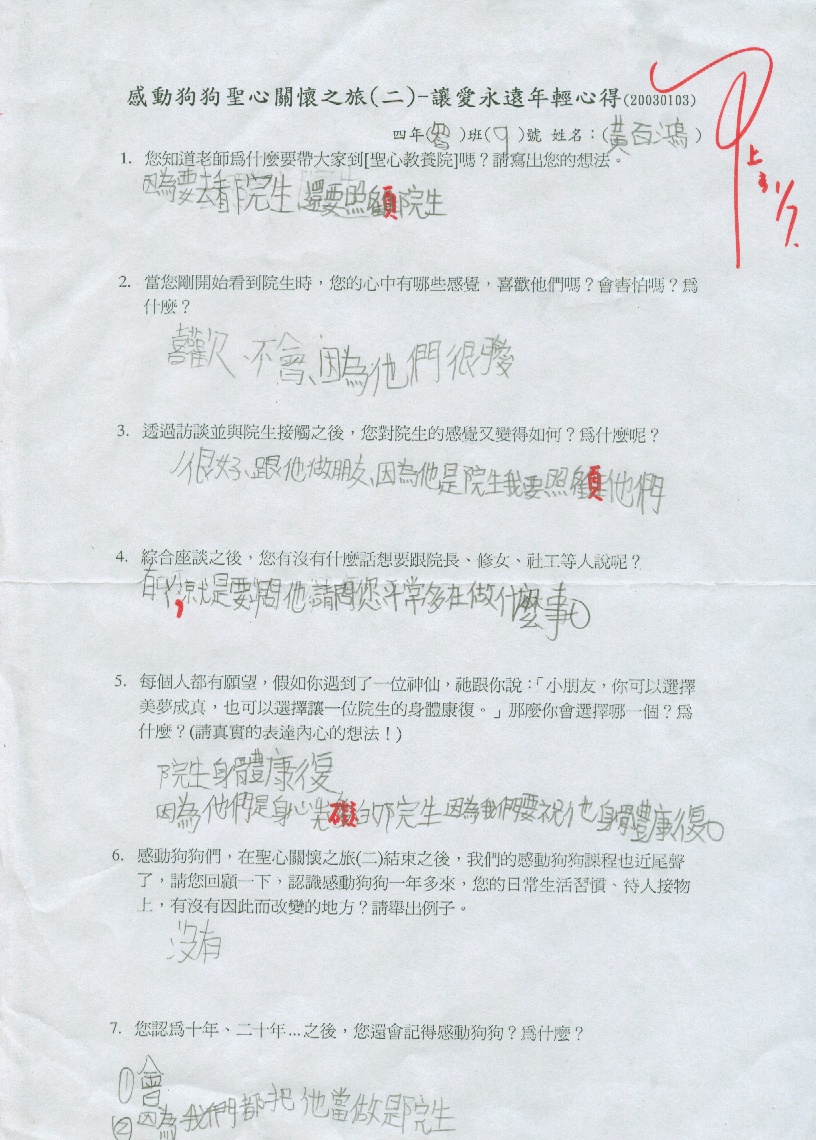 感動狗狗聖心關懷之旅(二)-讓愛永遠年輕心得(20030103)
四年( )班( )號 姓名：(黃百鴻)
甲上
1/7.
1. 您知道老師爲什麼要帶大家到[聖心教養院]嗎？請寫出您的想法。
因為要去看院生,還要照顧院生
2. 當您剛開始看到院生時，您的心中有哪些感覺，喜歡他們嗎？會害怕嗎？爲
什麼？
喜歡、不會、因為他們很
3. 透過訪談並與院生接觸之後，您對院生的感覺又變得如何？爲什麼呢？
很好、跟他做朋友、因為他是院生我要照顧他們
4. 綜合座談之後，您有沒有什麼話想要跟院長、修女、社工等人說呢？
有，就是要問他請問您平常多在做什麼事。
5. 每個人都有願望，假如你遇到了一位神仙，祂跟你說：「小朋友，你可以選擇
美夢成真，也可以選擇讓一位院生的身體康復。」那麼你會選擇哪一個？爲
什麼？(請真實的表達內心的想法！)
院生身體康復
因為他們是身心 礙的院生因為我們要祝他身體康復。
6. 感動狗狗們，在聖心關懷之旅(二)結束之後，我們的感動狗狗課程也近尾聲
了，請您回顧一下，認識感動狗狗一年多來，您的日常生活習慣、待人接物
上，有沒有因此而改變的地方？請舉出例子。
沒有
7. 您認爲十年、二十年...之後，您還會記得感動狗狗？爲什麼？
①會
②因為我們都把他當做是院生